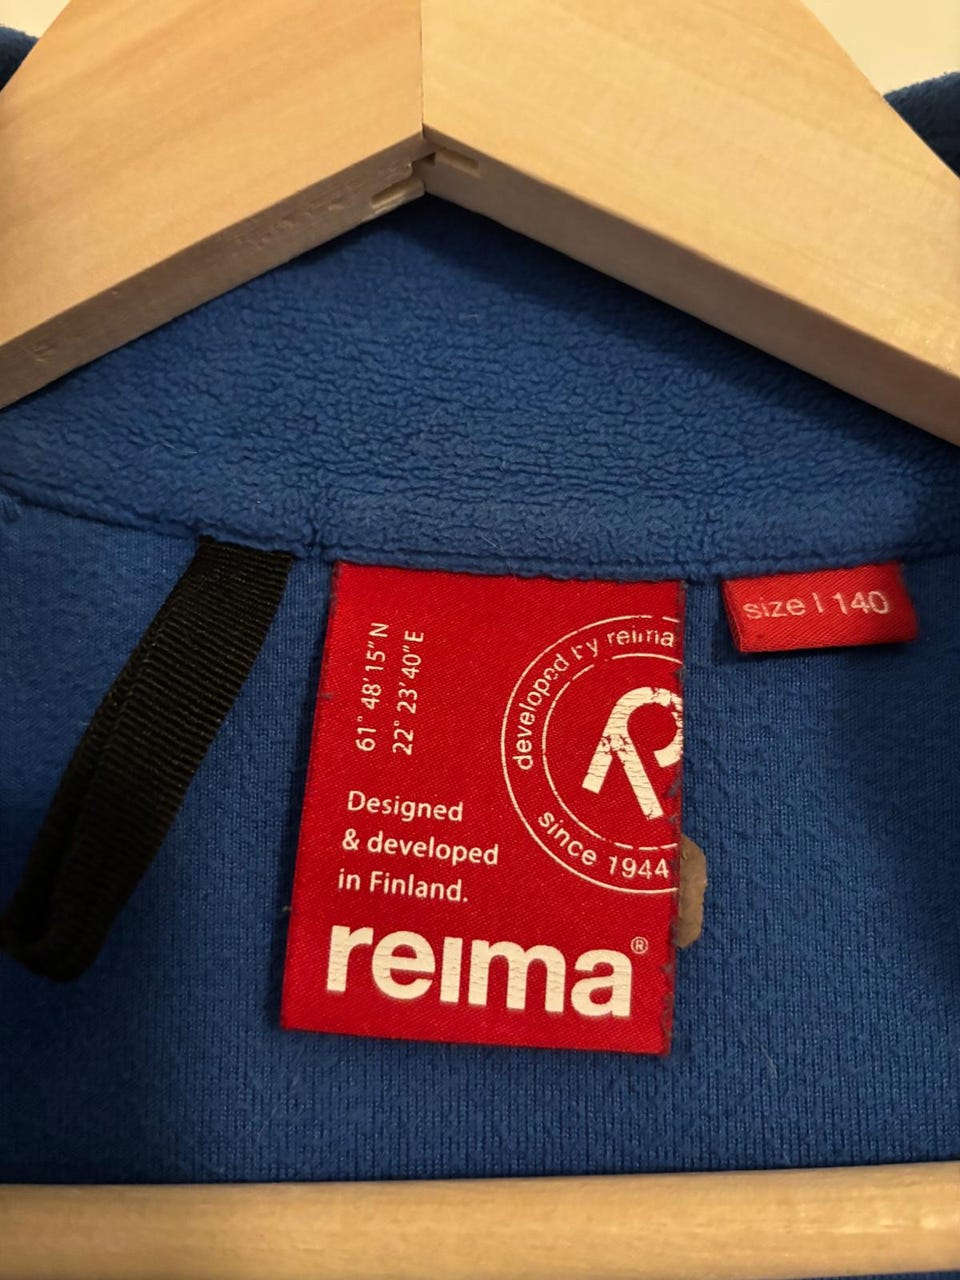 61° 48'15"N
22° 23'40"E
developed by reima
since 1944
Designed
& developed
in Finland.
reima®
size | 140